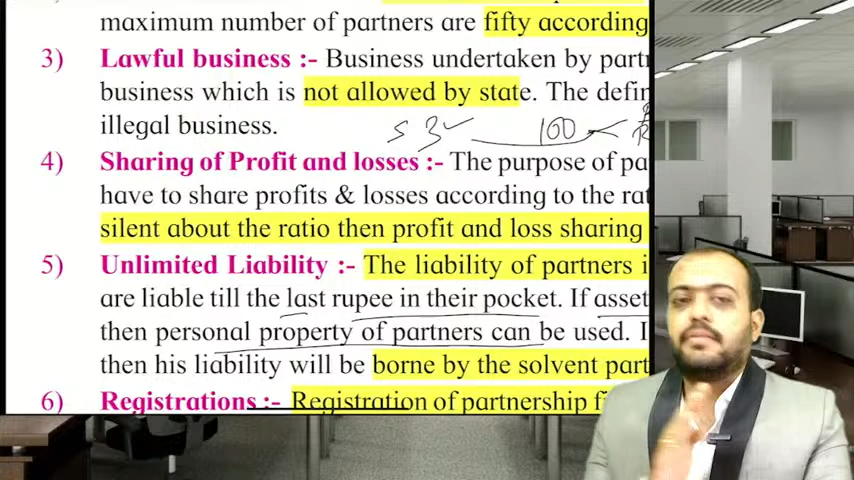 maximum number of partners are fifty according
3) Lawful business :- Business undertaken by part
business which is not allowed by state. The defin
illegal business.
100
4) Sharing of Profit and losses :- The purpose of pa
have to share profits & losses according to the rat
silent about the ratio then profit and loss sharing
5) Unlimited Liability :- The liability of partners i
are liable till the last rupee in their pocket. If asset
then personal property of partners can be used. I
then his liability will be borne by the solvent part
6) Registrations :- Registration of partnership fi